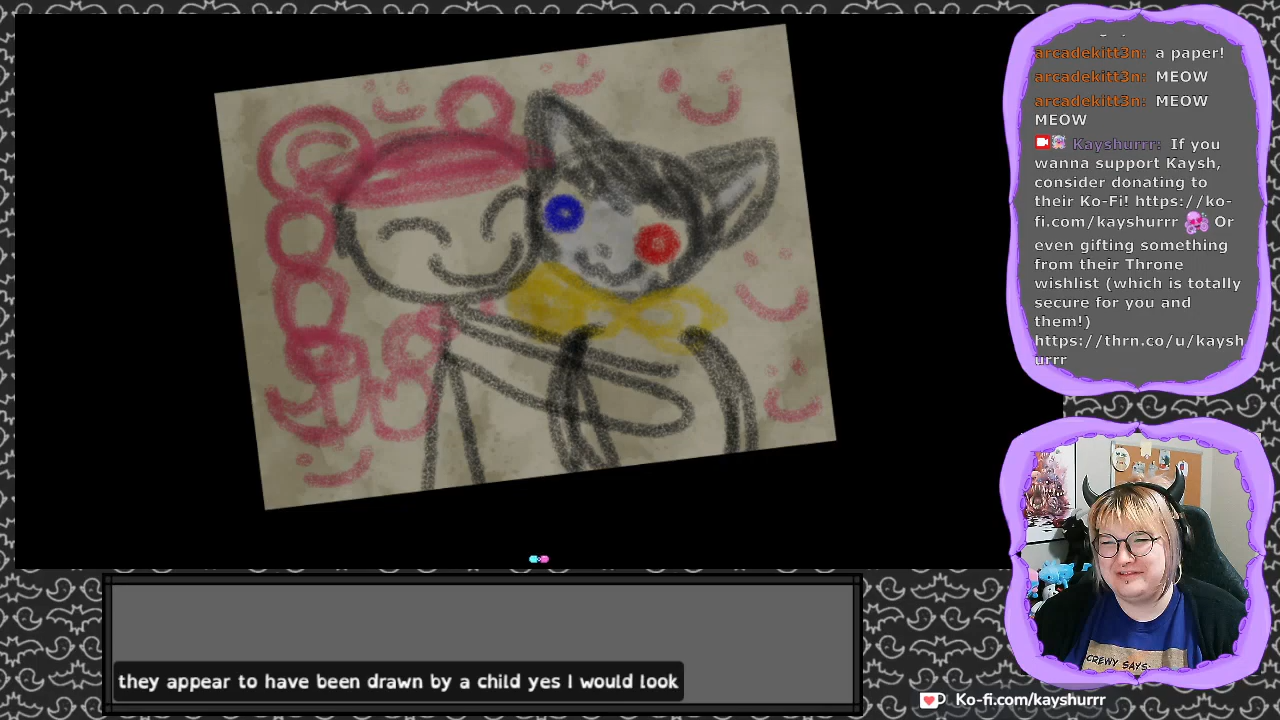 arcadekitt3n: a paper!
arcadekitt3n: MEOW
arcadekitt3n: MEOW
MEOW
Kayshurrr: If you
wanna support Kaysh,
consider donating to
their Ko-Fi! https://ko-
fi.com/kayshurrr Or
even gifting something
from their Throne
wishlist (which is totally
secure for you and
them!)
https://thrn.co/u/kaysh
urrr
CREWY SAYS:
they appear to have been drawn by a child yes I would look
Ko-fi.com/kayshurrr